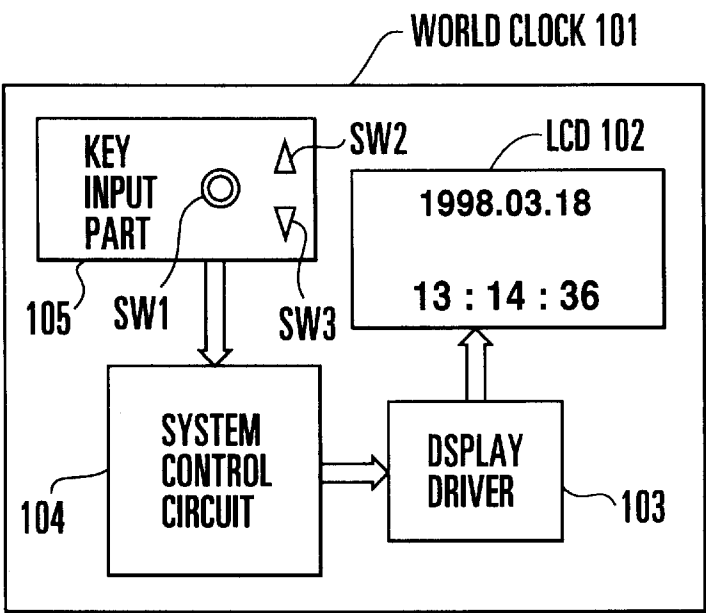 WORLD CLOCK 101
KEY
INPUT
PART
SW2
LCD 102
1998.03.18
13 : 14 : 36
105
SW1
SW3
SYSTEM
CONTROL
CIRCUIT
104
DSPLAY
DRIVER
103